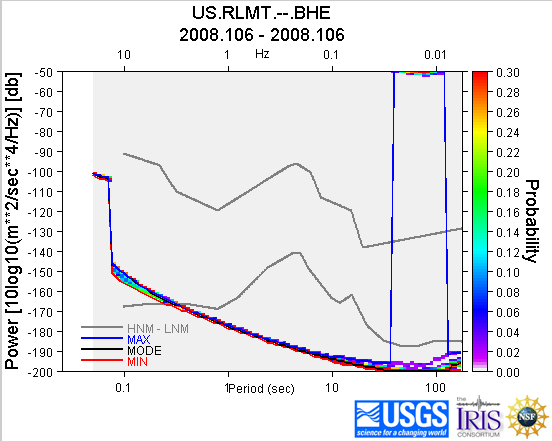 US.RLMT.--.BHE
2008.106 - 2008.106
10 1 Hz 0.1 0.01
Power [10log10(m**2/sec**4/Hz)] [db]
-50
-60
-70
-80
-90
-100
-110
-120
-130
-140
-150
-160
-170
-180
-190
-200
HNM - LNM
MAX
MODE
MIN
0.1 1 Period (sec) 10 100
0.30
0.28
0.26
0.24
0.22
0.20
0.18
0.16
0.14
0.12
0.10
0.08
0.06
0.04
0.02
0.00
Probability
USGS
science for a changing world
the
IRIS
CONSORTIUM
NSF